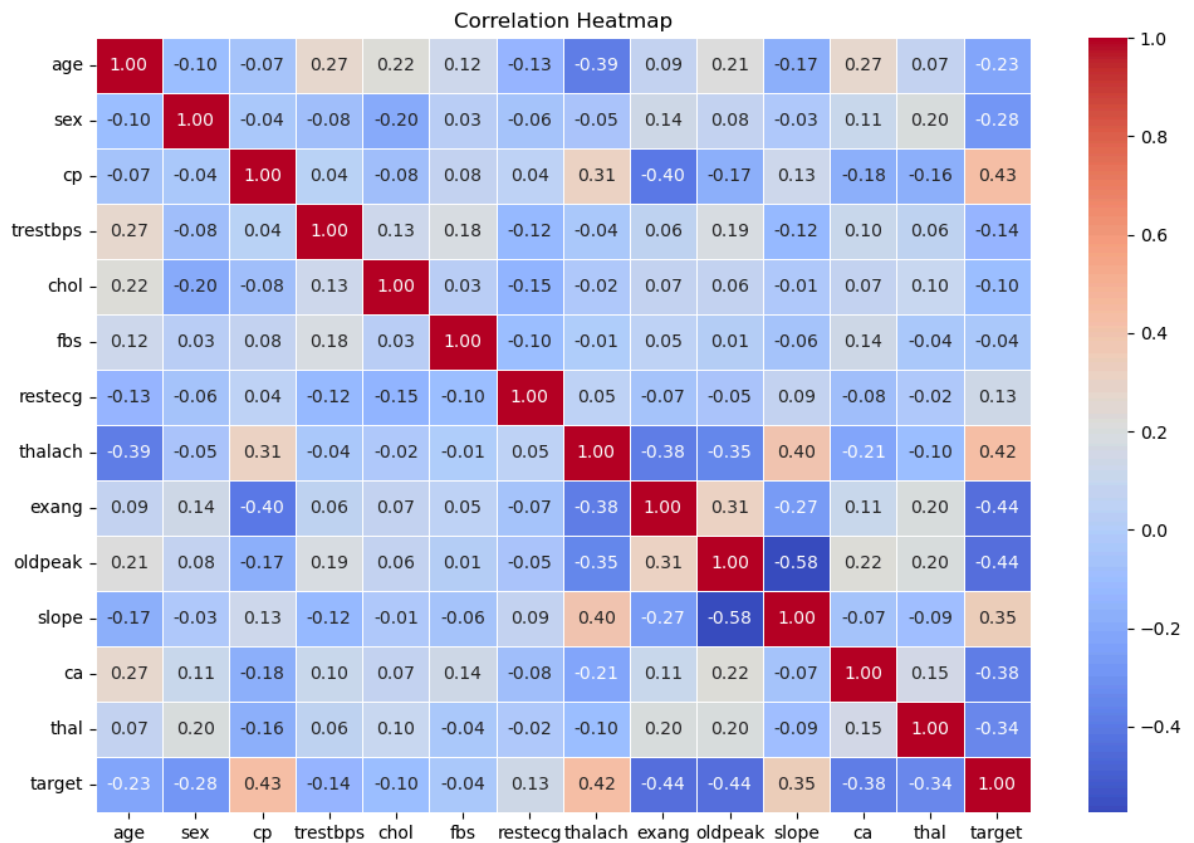 Correlation Heatmap
age 1.00 -0.10 -0.07 0.27 0.22 0.12 -0.13 -0.39 0.09 0.21 -0.17 0.27 0.07 -0.23
sex -0.10 1.00 -0.04 -0.08 -0.20 0.03 -0.06 -0.05 0.14 0.08 -0.03 0.11 0.20 -0.28
cp -0.07 -0.04 1.00 0.04 -0.08 0.08 0.04 0.31 -0.40 -0.17 0.13 -0.18 -0.16 0.43
trestbps 0.27 -0.08 0.04 1.00 0.13 0.18 -0.12 -0.04 0.06 0.19 -0.12 0.10 0.06 -0.14
chol 0.22 -0.20 -0.08 0.13 1.00 0.03 -0.15 -0.02 0.07 0.06 -0.01 0.07 0.10 -0.10
fbs 0.12 0.03 0.08 0.18 0.03 1.00 -0.10 -0.01 0.05 0.01 -0.06 0.14 -0.04 -0.04
restecg -0.13 -0.06 0.04 -0.12 -0.15 -0.10 1.00 0.05 -0.07 -0.05 0.09 -0.08 -0.02 0.13
thalach -0.39 -0.05 0.31 -0.04 -0.02 -0.01 0.05 1.00 -0.38 -0.35 0.40 -0.21 -0.10 0.42
exang 0.09 0.14 -0.40 0.06 0.07 0.05 -0.07 -0.38 1.00 0.31 -0.27 0.11 0.20 -0.44
oldpeak 0.21 0.08 -0.17 0.19 0.06 0.01 -0.05 -0.35 0.31 1.00 -0.58 0.22 0.20 -0.44
slope -0.17 -0.03 0.13 -0.12 -0.01 -0.06 0.09 0.40 -0.27 -0.58 1.00 -0.07 -0.09 0.35
ca 0.27 0.11 -0.18 0.10 0.07 0.14 -0.08 -0.21 0.11 0.22 -0.07 1.00 0.15 -0.38
thal 0.07 0.20 -0.16 0.06 0.10 -0.04 -0.02 -0.10 0.20 0.20 -0.09 0.15 1.00 -0.34
target -0.23 -0.28 0.43 -0.14 -0.10 -0.04 0.13 0.42 -0.44 -0.44 0.35 -0.38 -0.34 1.00
age sex cp trestbps chol fbs restecg thalach exang oldpeak slope ca thal target
1.0
0.8
0.6
0.4
0.2
0.0
−0.2
−0.4